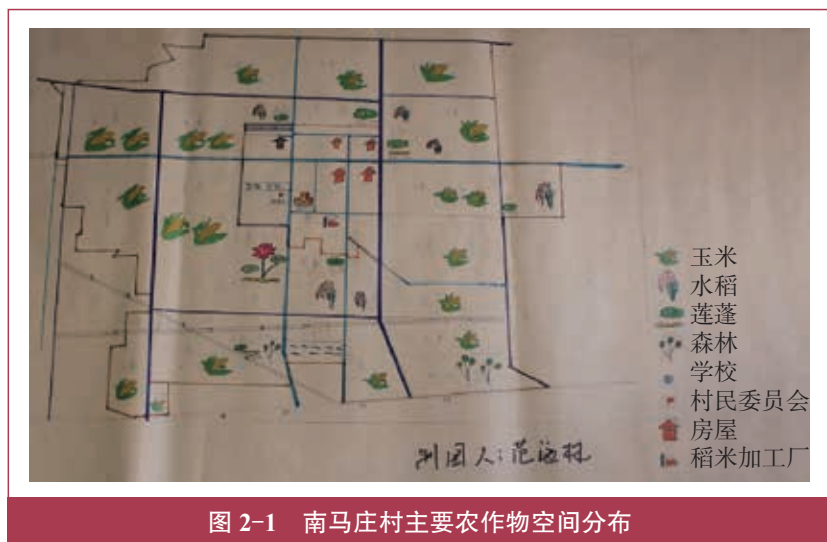 玉米
水稻
莲蓬
森林
学校
村民委员会
房屋
稻米加工厂
制图人：范海林
图 2-1 南马庄村主要农作物空间分布